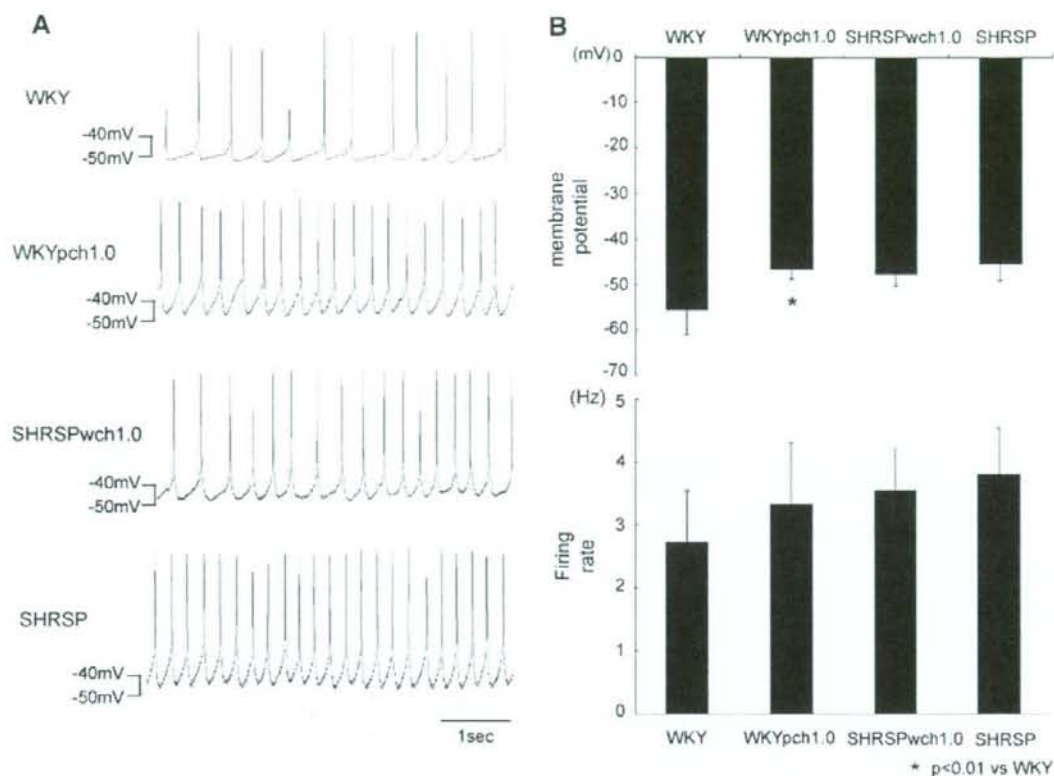 A
WKY
-40mV
-50mV
WKYpch1.0
-40mV
-50mV
SHRSPwch1.0
-40mV
-50mV
SHRSP
-40mV
-50mV
1sec
B
WKY WKYpch1.0 SHRSPwch1.0 SHRSP
(mV)
0
-10
-20
-30
-40
-50
-60
-70
membrane
potential
*
(Hz)
5
4
3
2
1
0
Firing
rate
WKY WKYpch1.0 SHRSPwch1.0 SHRSP
* p<0.01 vs WKY